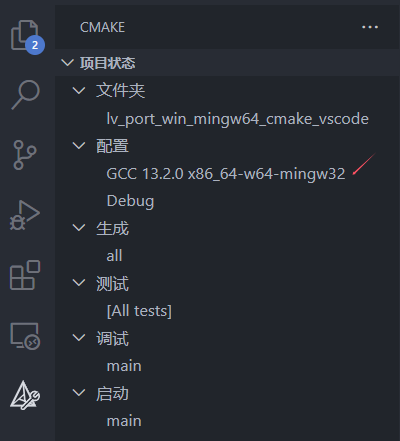 CMAKE
项目状态
文件夹
lv_port_win_mingw64_cmake_vscode
配置
GCC 13.2.0 x86_64-w64-mingw32
Debug
生成
all
测试
[All tests]
调试
main
启动
main
2